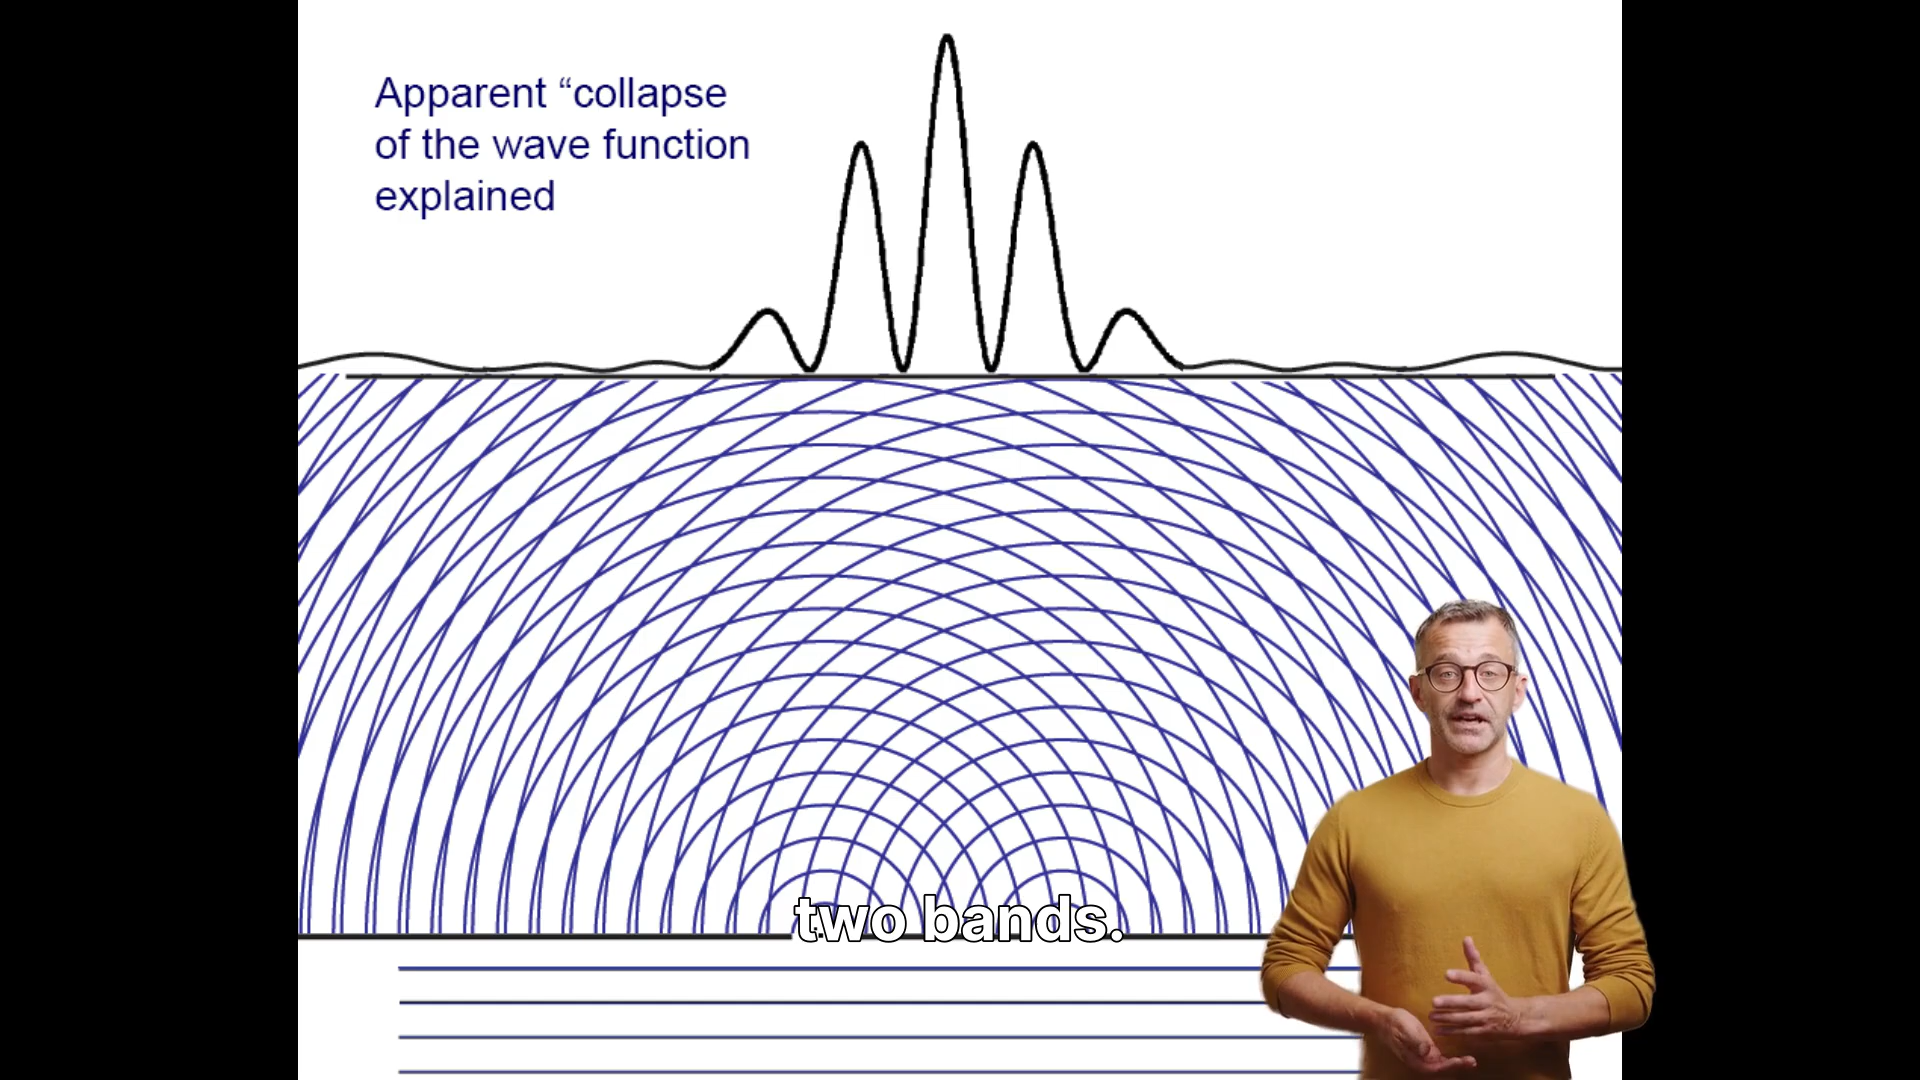 Apparent “collapse
of the wave function
explained
two bands.